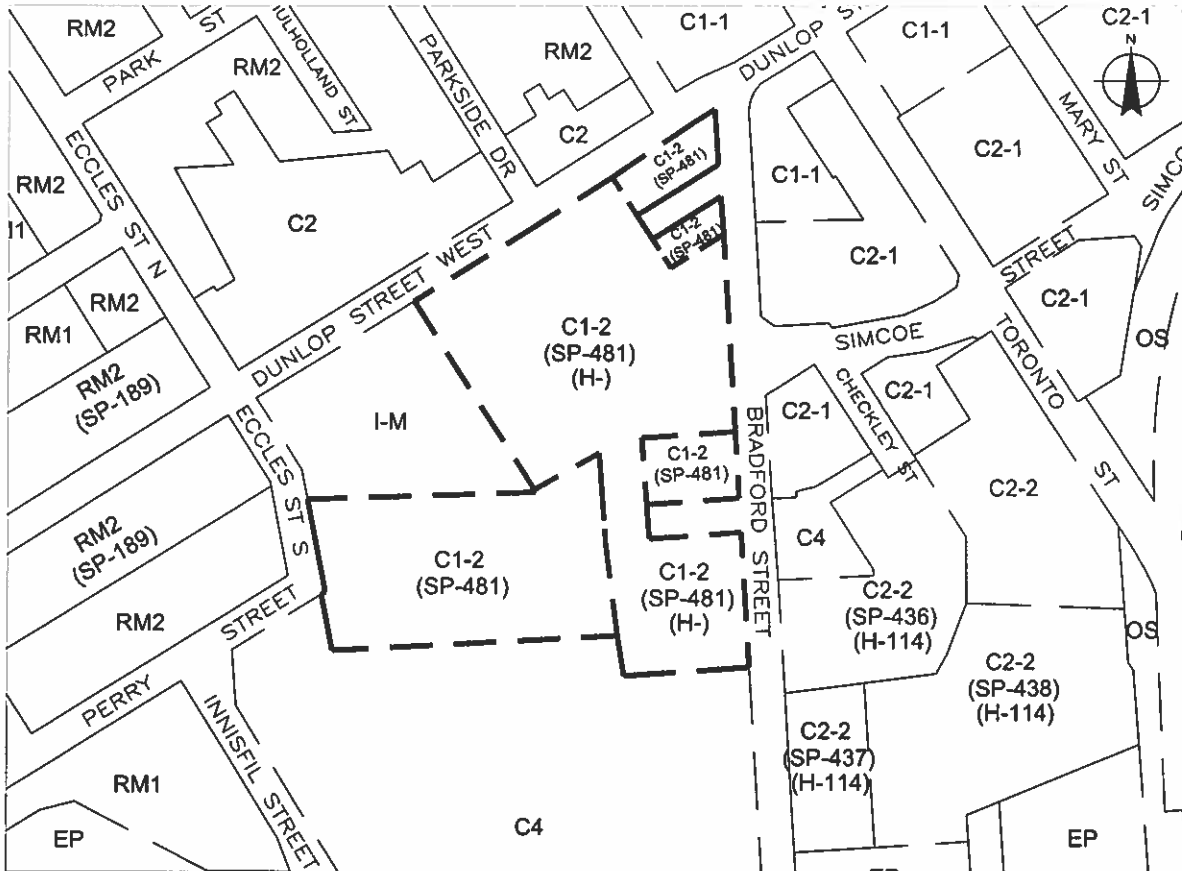 RM2
PARK ST
MULHOLLAND ST
RM2
PARKSIDE DR
RM2
C1-1
DUNLOP ST
C1-1
C2-1
N
MARY ST
C2
ECCLES ST N
RM2
C2
C1-2
(SP-481)
C1-1
C2-1
SIMCO
C1-2
(SP-481)
C2-1
STREET
C2-1
RM1
RM2
DUNLOP STREET WEST
C1-2
(SP-481)
(H-)
SIMCOE
TORONTO ST
OS
RM2
(SP-189)
ECCLES ST S
I-M
C2-1
CHECKLEY ST
C2-1
C1-2
(SP-481)
BRADFORD STREET
C2-2
RM2
(SP-189)
C1-2
(SP-481)
C1-2
(SP-481)
(H-)
C4
C2-2
(SP-436)
(H-114)
RM2
PERRY STREET
OS
C2-2
(SP-438)
(H-114)
INNISFIL STREET
C2-2
(SP-437)
(H-114)
RM1
EP
C4
EP